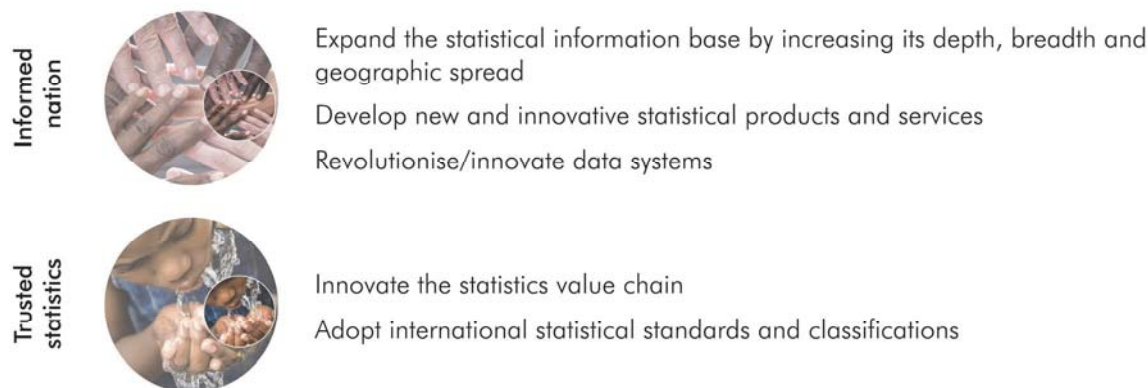 Informed
nation
Expand the statistical information base by increasing its depth, breadth and
geographic spread
Develop new and innovative statistical products and services
Revolutionise/innovate data systems
Trusted
statistics
Innovate the statistics value chain
Adopt international statistical standards and classifications